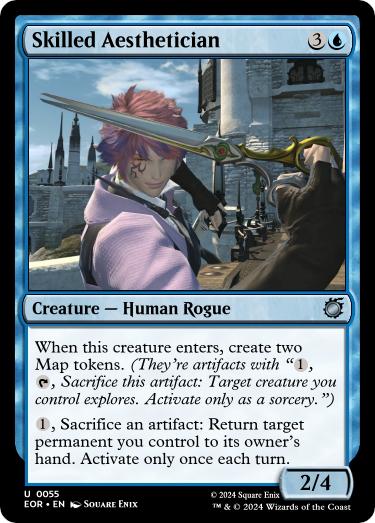 Skilled Aesthetician 3
Creature — Human Rogue
When this creature enters, create two
Map tokens. (They're artifacts with “1,
, Sacrifice this artifact: Target creature you
control explores. Activate only as a sorcery.”)
1, Sacrifice an artifact: Return target
permanent you control to its owner's
hand. Activate only once each turn.
2/4
U 0055 © 2024 Square Enix
EOR • EN SQUARE ENIX ™ & © 2024 Wizards of the Coast